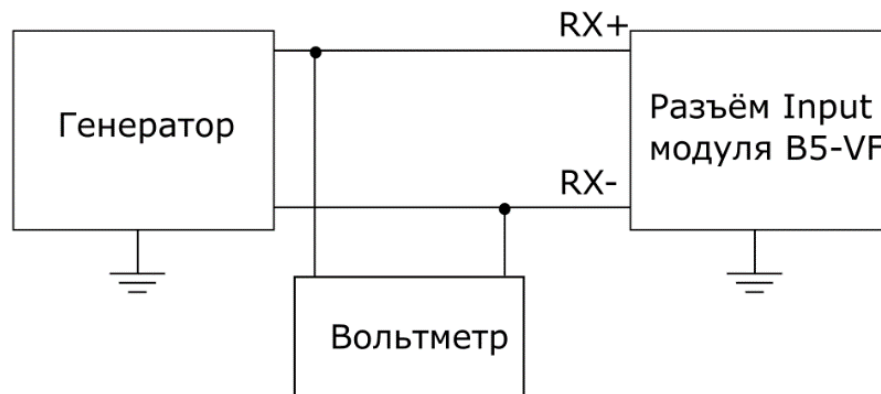 RX+
Генератор
Разъём Input
модуля B5-VF
RX-
Вольтметр